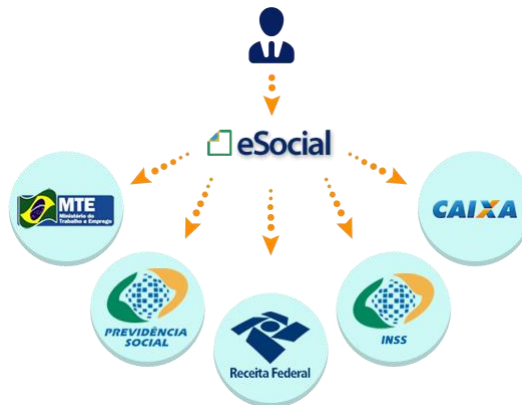 eSocial
MTE
Ministério do
Trabalho e Emprego
CAIXA
PREVIDÊNCIA
SOCIAL
INSS
Receita Federal